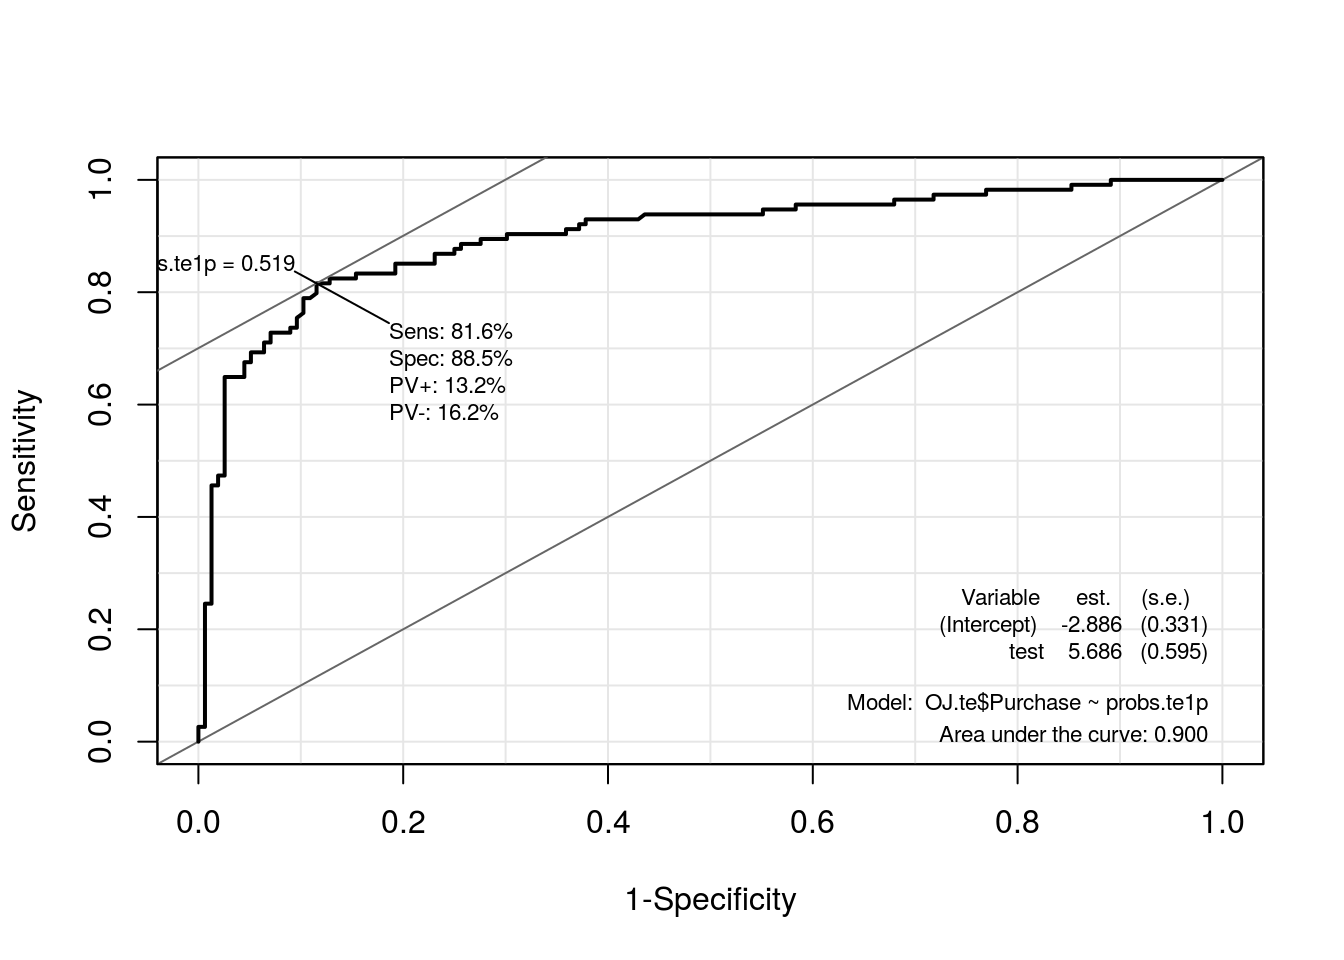 1.0
0.8
0.6
0.4
0.2
0.0
Sensitivity
s.te1p = 0.519
Sens: 81.6%
Spec: 88.5%
PV+: 13.2%
PV-: 16.2%
Variable est. (s.e.)
(Intercept) -2.886 (0.331)
test 5.686 (0.595)
Model: OJ.te$Purchase ~ probs.te1p
Area under the curve: 0.900
0.0 0.2 0.4 0.6 0.8 1.0
1-Specificity